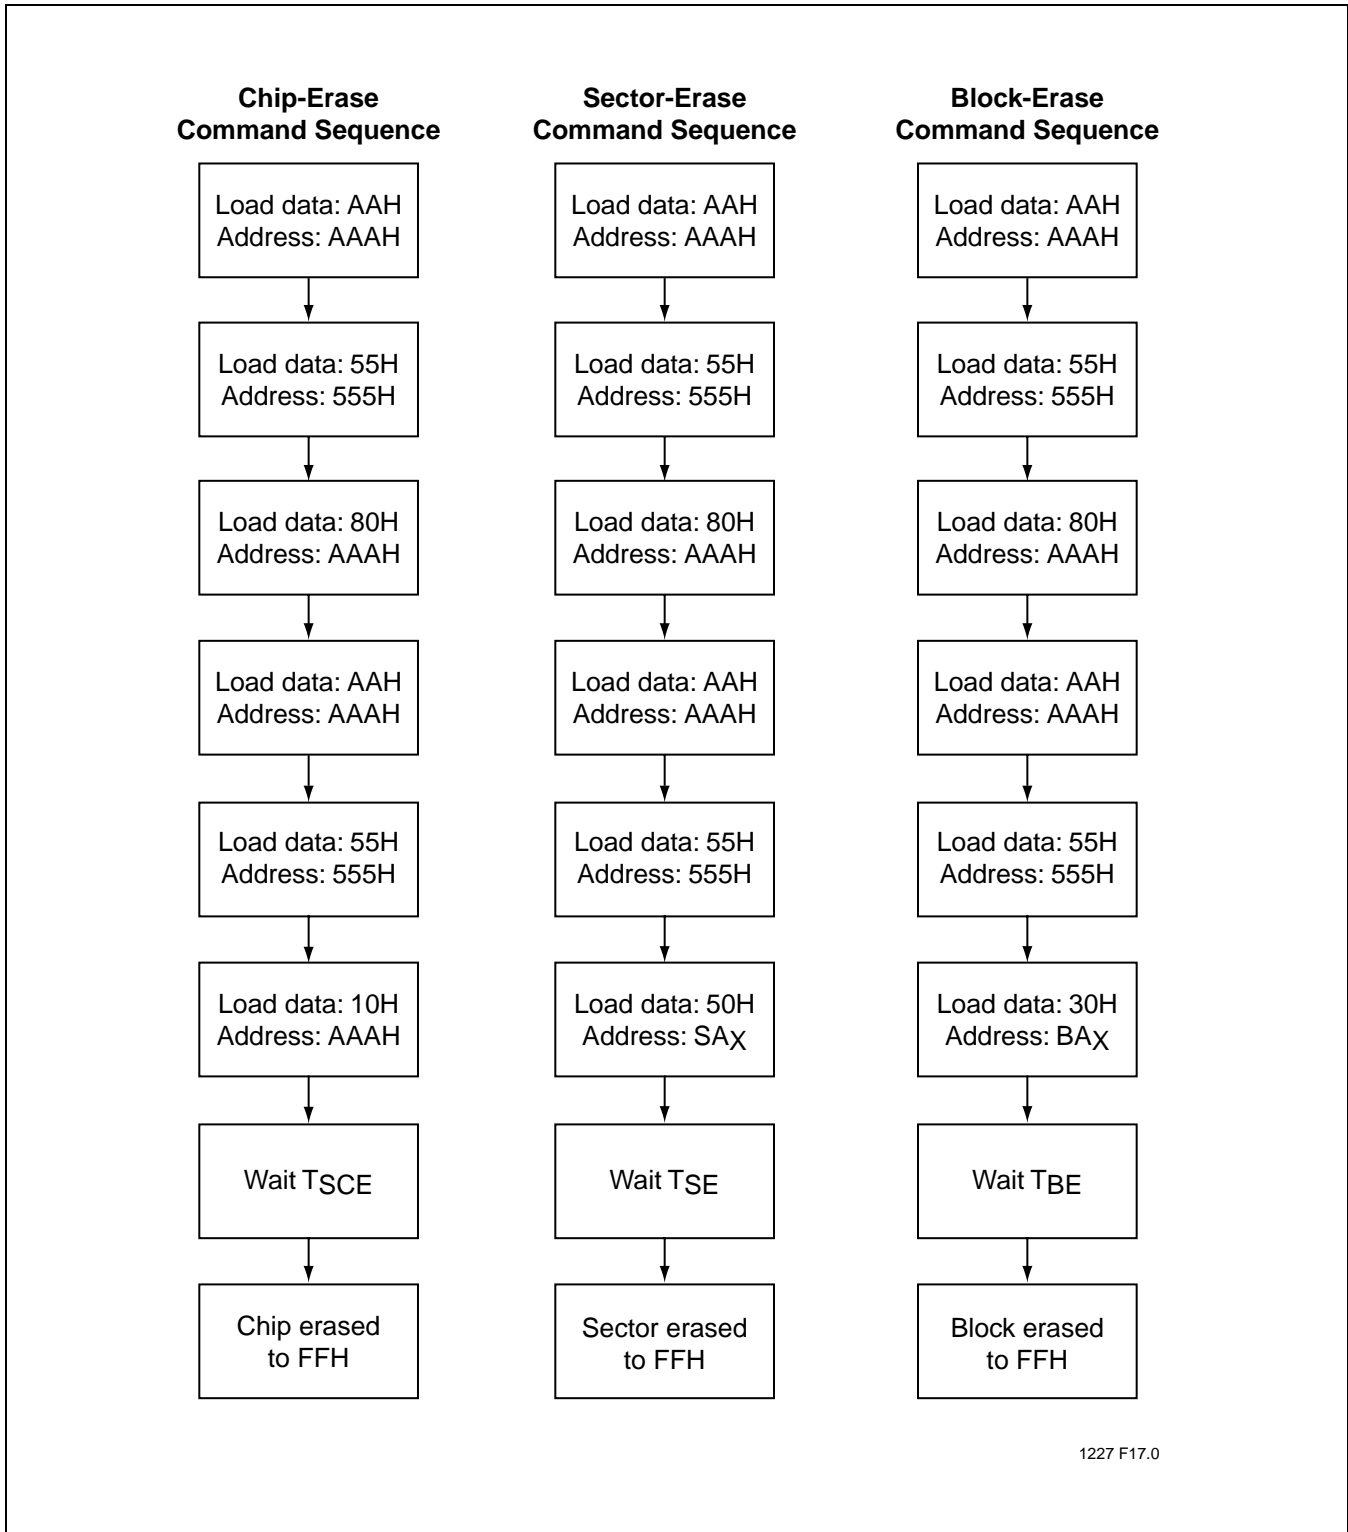 Chip-Erase
Command Sequence
Load data: AAH
Address: AAAH
Load data: 55H
Address: 555H
Load data: 80H
Address: AAAH
Load data: AAH
Address: AAAH
Load data: 55H
Address: 555H
Load data: 10H
Address: AAAH
Wait TSCE
Chip erased
to FFH
Sector-Erase
Command Sequence
Load data: AAH
Address: AAAH
Load data: 55H
Address: 555H
Load data: 80H
Address: AAAH
Load data: AAH
Address: AAAH
Load data: 55H
Address: 555H
Load data: 50H
Address: SAX
Wait TSE
Sector erased
to FFH
Block-Erase
Command Sequence
Load data: AAH
Address: AAAH
Load data: 55H
Address: 555H
Load data: 80H
Address: AAAH
Load data: AAH
Address: AAAH
Load data: 55H
Address: 555H
Load data: 30H
Address: BAX
Wait TBE
Block erased
to FFH
1227 F17.0